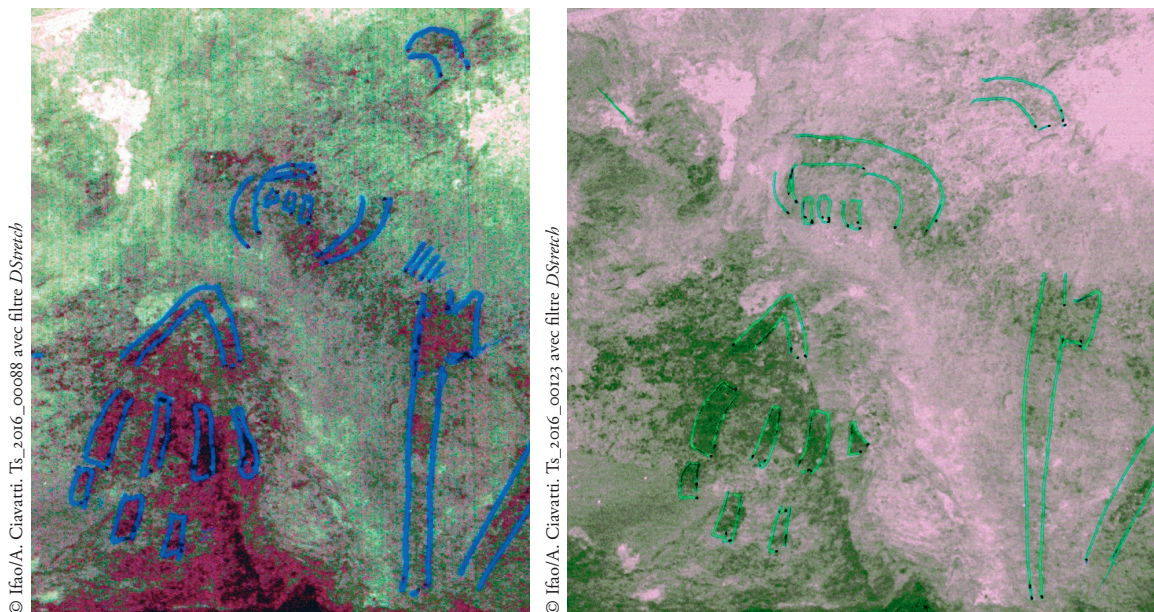 © Ifao/A. Ciavatti. Ts_2016_00088 avec filtre DStretch
© Ifao/A. Ciavatti. Ts_2016_00123 avec filtre DStretch